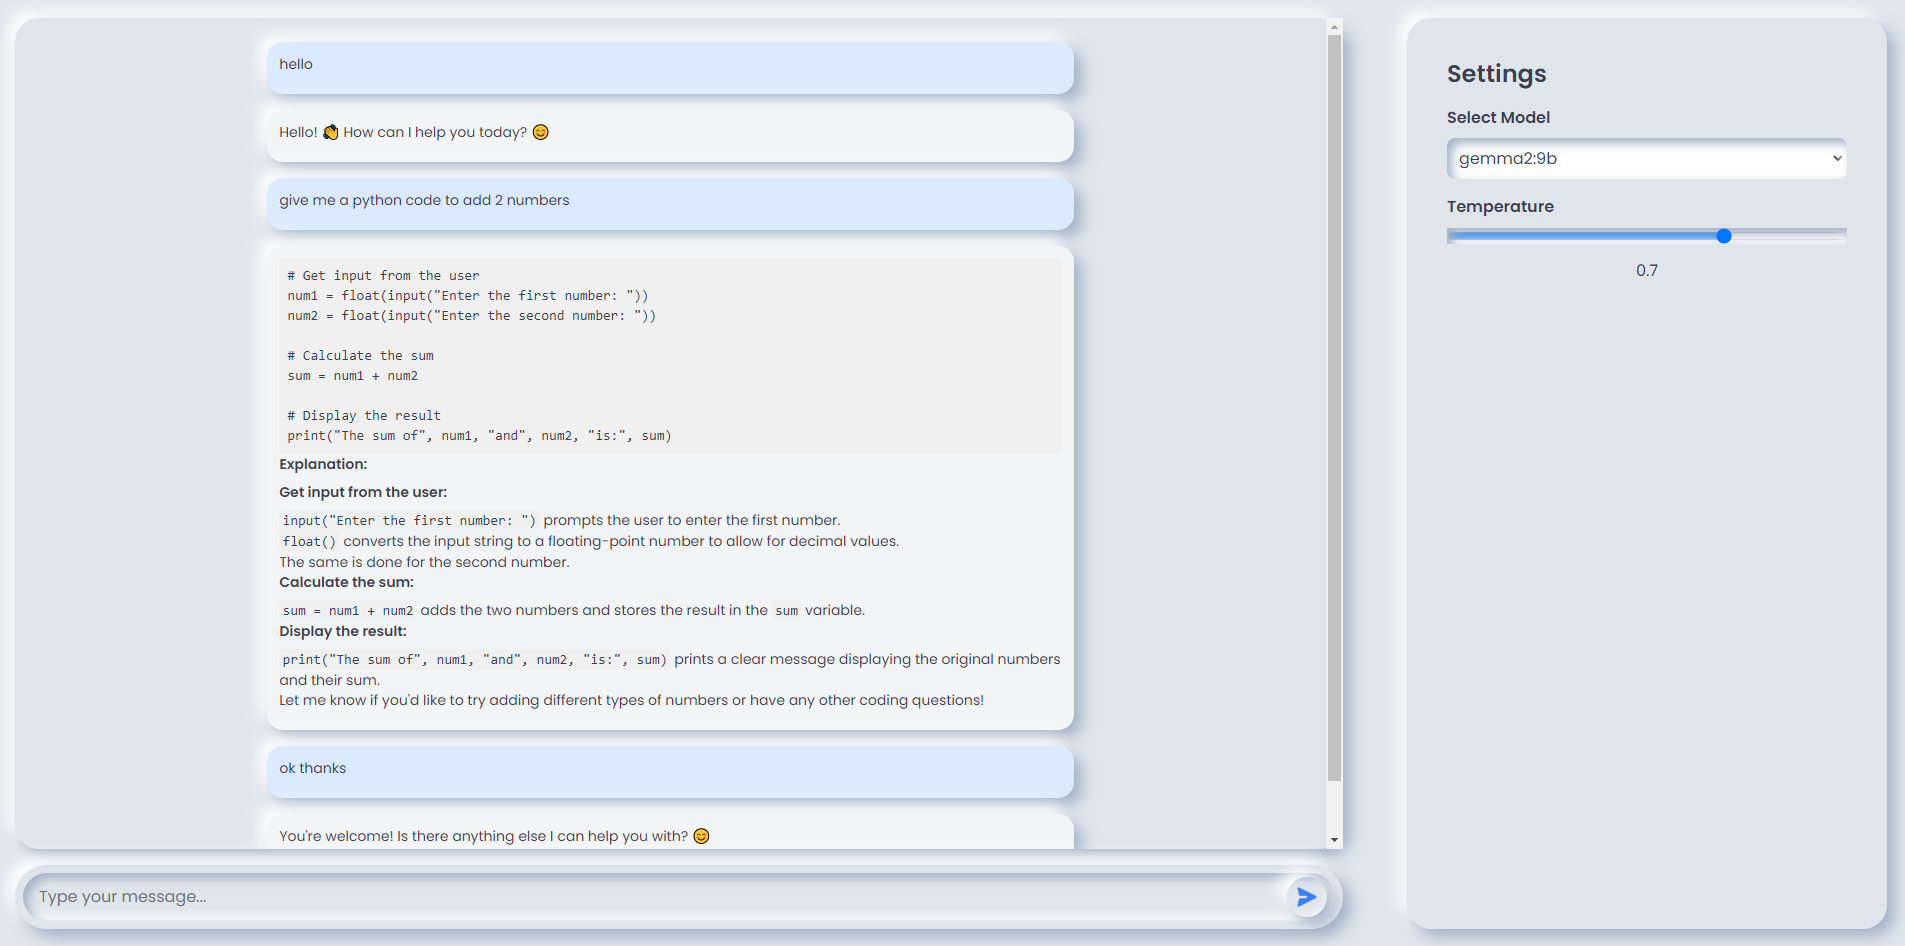 hello
Hello! 👏 How can I help you today? 😊
give me a python code to add 2 numbers
# Get input from the user
num1 = float(input("Enter the first number: "))
num2 = float(input("Enter the second number: "))
# Calculate the sum
sum = num1 + num2
# Display the result
print("The sum of", num1, "and", num2, "is:", sum)
Explanation:
Get input from the user:
input("Enter the first number: ") prompts the user to enter the first number.
float() converts the input string to a floating-point number to allow for decimal values.
The same is done for the second number.
Calculate the sum:
sum = num1 + num2 adds the two numbers and stores the result in the sum variable.
Display the result:
print("The sum of", num1, "and", num2, "is:", sum) prints a clear message displaying the original numbers
and their sum.
Let me know if you'd like to try adding different types of numbers or have any other coding questions!
ok thanks
You're welcome! Is there anything else I can help you with? 😊
Type your message...
Settings
Select Model
gemma2:9b
Temperature
0.7